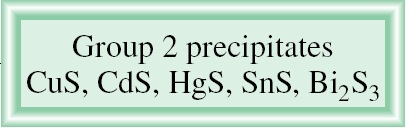 Group 2 precipitates
CuS, CdS, HgS, SnS, Bi₂S₃